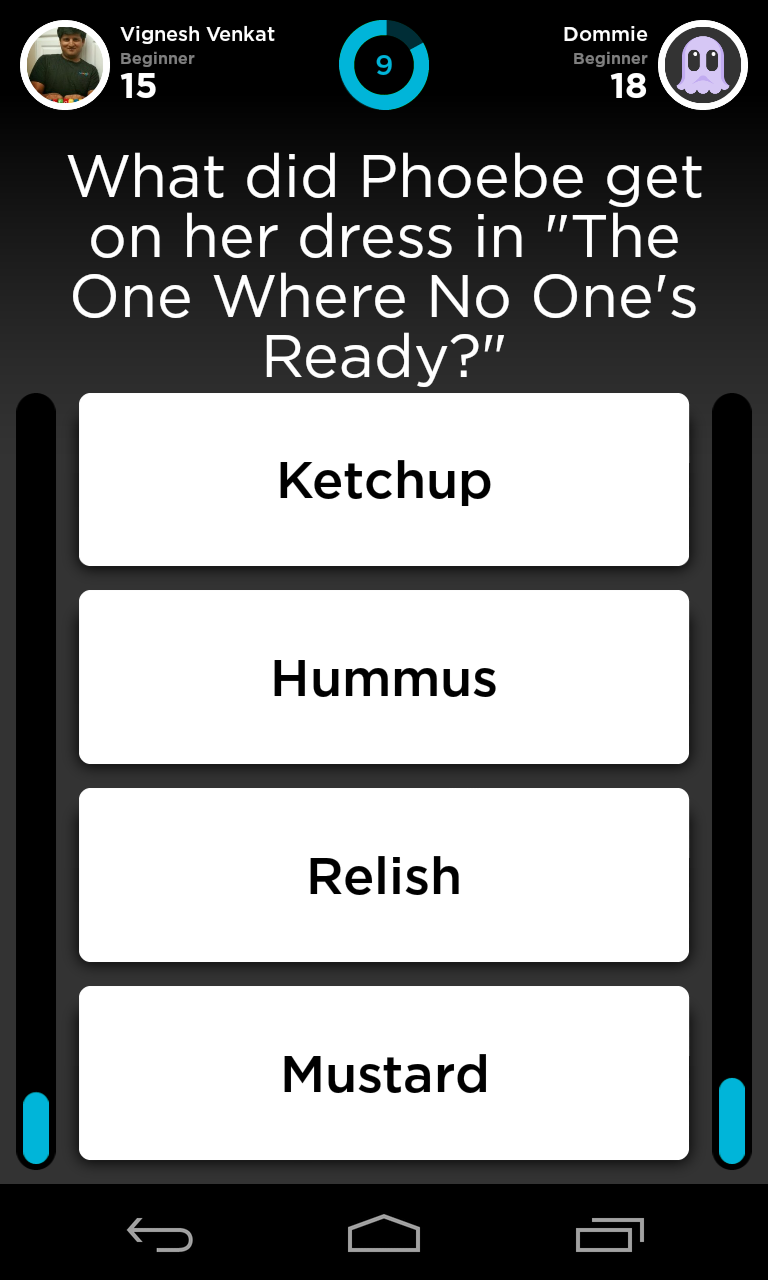 Vignesh Venkat
Beginner
15
9
Dommie
Beginner
18
What did Phoebe get
on her dress in "The
One Where No One's
Ready?"
Ketchup
Hummus
Relish
Mustard